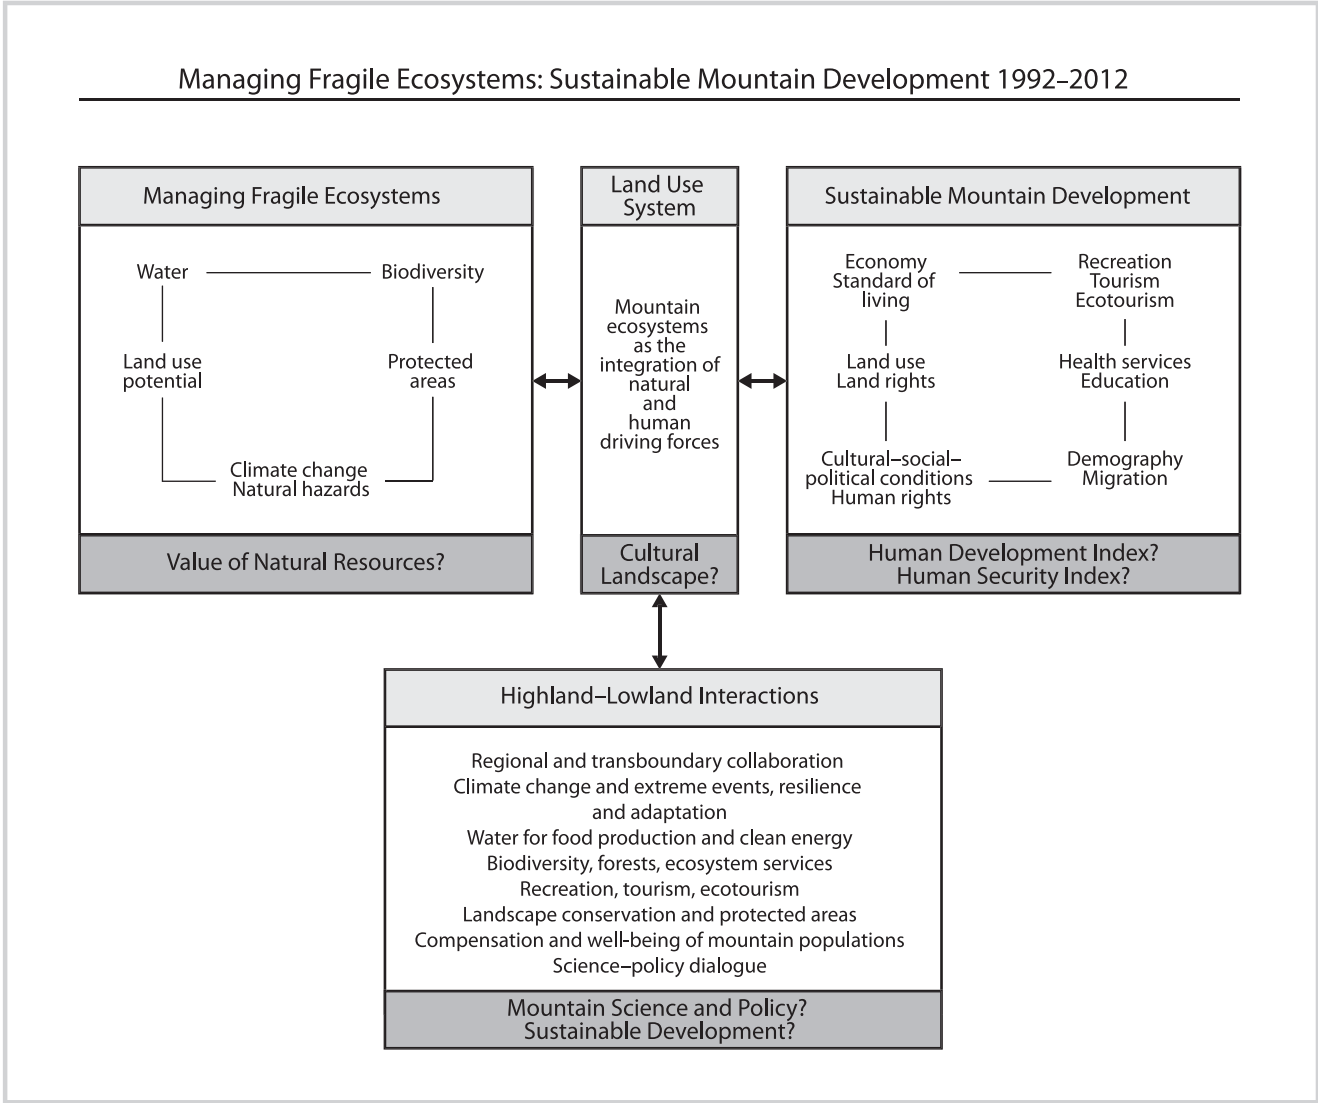 Managing Fragile Ecosystems: Sustainable Mountain Development 1992–2012
Managing Fragile Ecosystems
Water
Biodiversity
Land use
potential
Protected
areas
Climate change
Natural hazards
Value of Natural Resources?
Land Use
System
Mountain
ecosystems
as the
integration of
natural
and
human
driving forces
Cultural
Landscape?
Sustainable Mountain Development
Economy
Standard of
living
Recreation
Tourism
Ecotourism
Land use
Land rights
Health services
Education
Cultural–social–
political conditions
Human rights
Demography
Migration
Human Development Index?
Human Security Index?
Highland–Lowland Interactions
Regional and transboundary collaboration
Climate change and extreme events, resilience
and adaptation
Water for food production and clean energy
Biodiversity, forests, ecosystem services
Recreation, tourism, ecotourism
Landscape conservation and protected areas
Compensation and well-being of mountain populations
Science–policy dialogue
Mountain Science and Policy?
Sustainable Development?